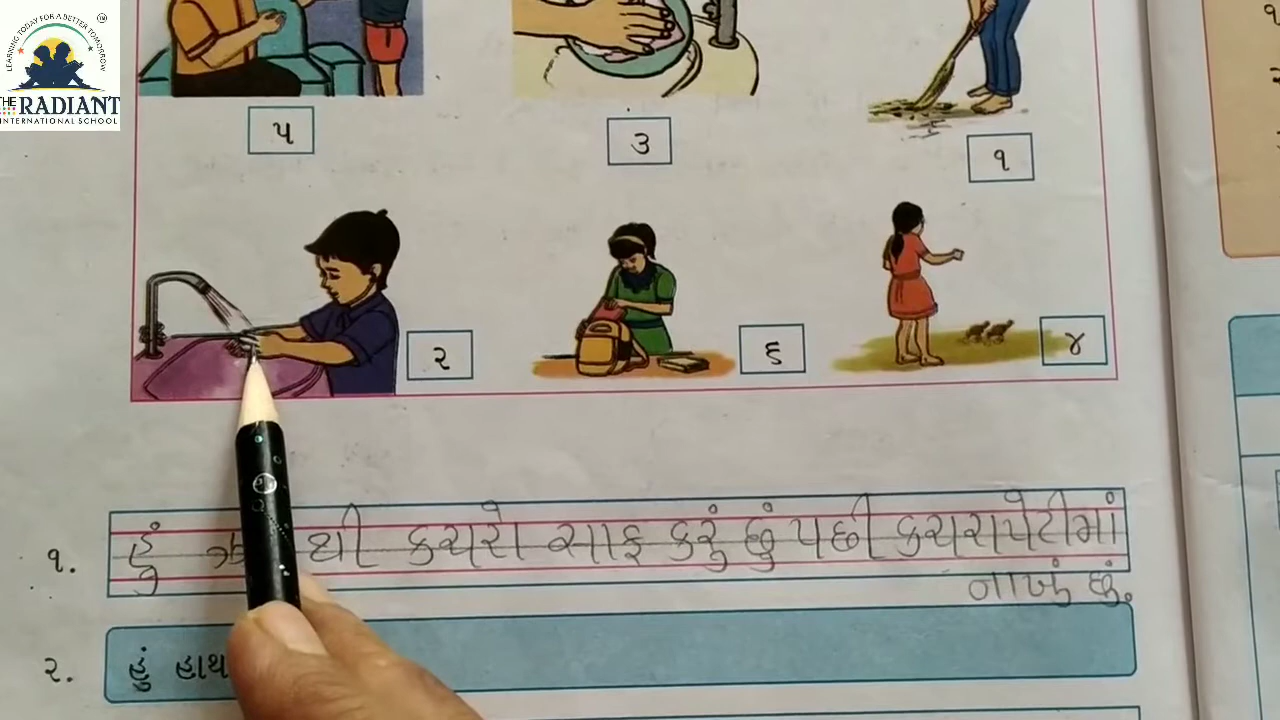 LEARNING TODAY FOR A BETTER TOMORROW
THE RADIANT
INTERNATIONAL SCHOOL
૫
૩
૧
૨
૬
૪
૧. હું થી કચરો સાફ કરું છું પછી કચરાપેટીમાં
નાખું છું.
૨. હું હાથ